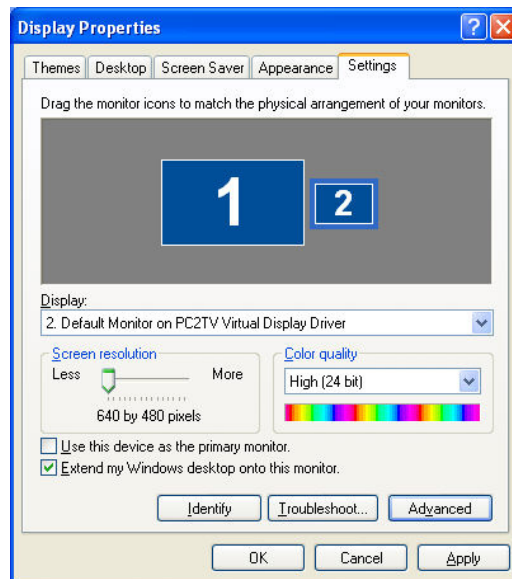 Display Properties
Themes Desktop Screen Saver Appearance Settings
Drag the monitor icons to match the physical arrangement of your monitors.
1 2
Display:
2. Default Monitor on PC2TV Virtual Display Driver
Screen resolution Color quality
Less More High (24 bit)
640 by 480 pixels
Use this device as the primary monitor.
Extend my Windows desktop onto this monitor.
Identify Troubleshoot... Advanced
OK Cancel Apply